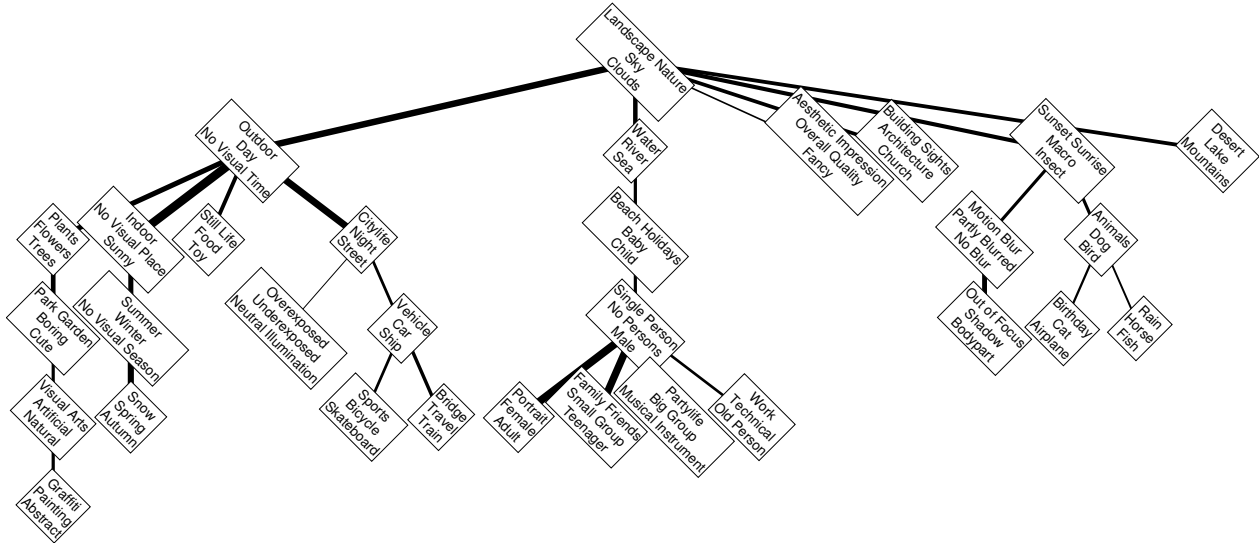 Landscape Nature
Sky
Clouds
Outdoor
Day
No Visual Time
Water
River
Sea
Aesthetic Impression
Overall Quality
Fancy
Building Sights
Architecture
Church
Sunset Sunrise
Macro
Insect
Desert
Lake
Mountains
Plants
Flowers
Trees
Indoor
No Visual Place
Sunny
Still Life
Food
Toy
Citylife
Night
Street
Beach Holidays
Baby
Child
Motion Blur
Partly Blurred
No Blur
Animals
Dog
Bird
Park Garden
Boring
Cute
Summer
Winter
No Visual Season
Overexposed
Underexposed
Neutral Illumination
Vehicle
Car
Ship
Single Person
No Persons
Male
Out of Focus
Shadow
Bodypart
Birthday
Cat
Airplane
Rain
Horse
Fish
Visual Arts
Artificial
Natural
Snow
Spring
Autumn
Sports
Bicycle
Skateboard
Bridge
Travel
Train
Portrait
Female
Adult
Family Friends
Small Group
Teenager
Partylife
Big Group
Musical Instrument
Work
Technical
Old Person
Graffiti
Painting
Abstract